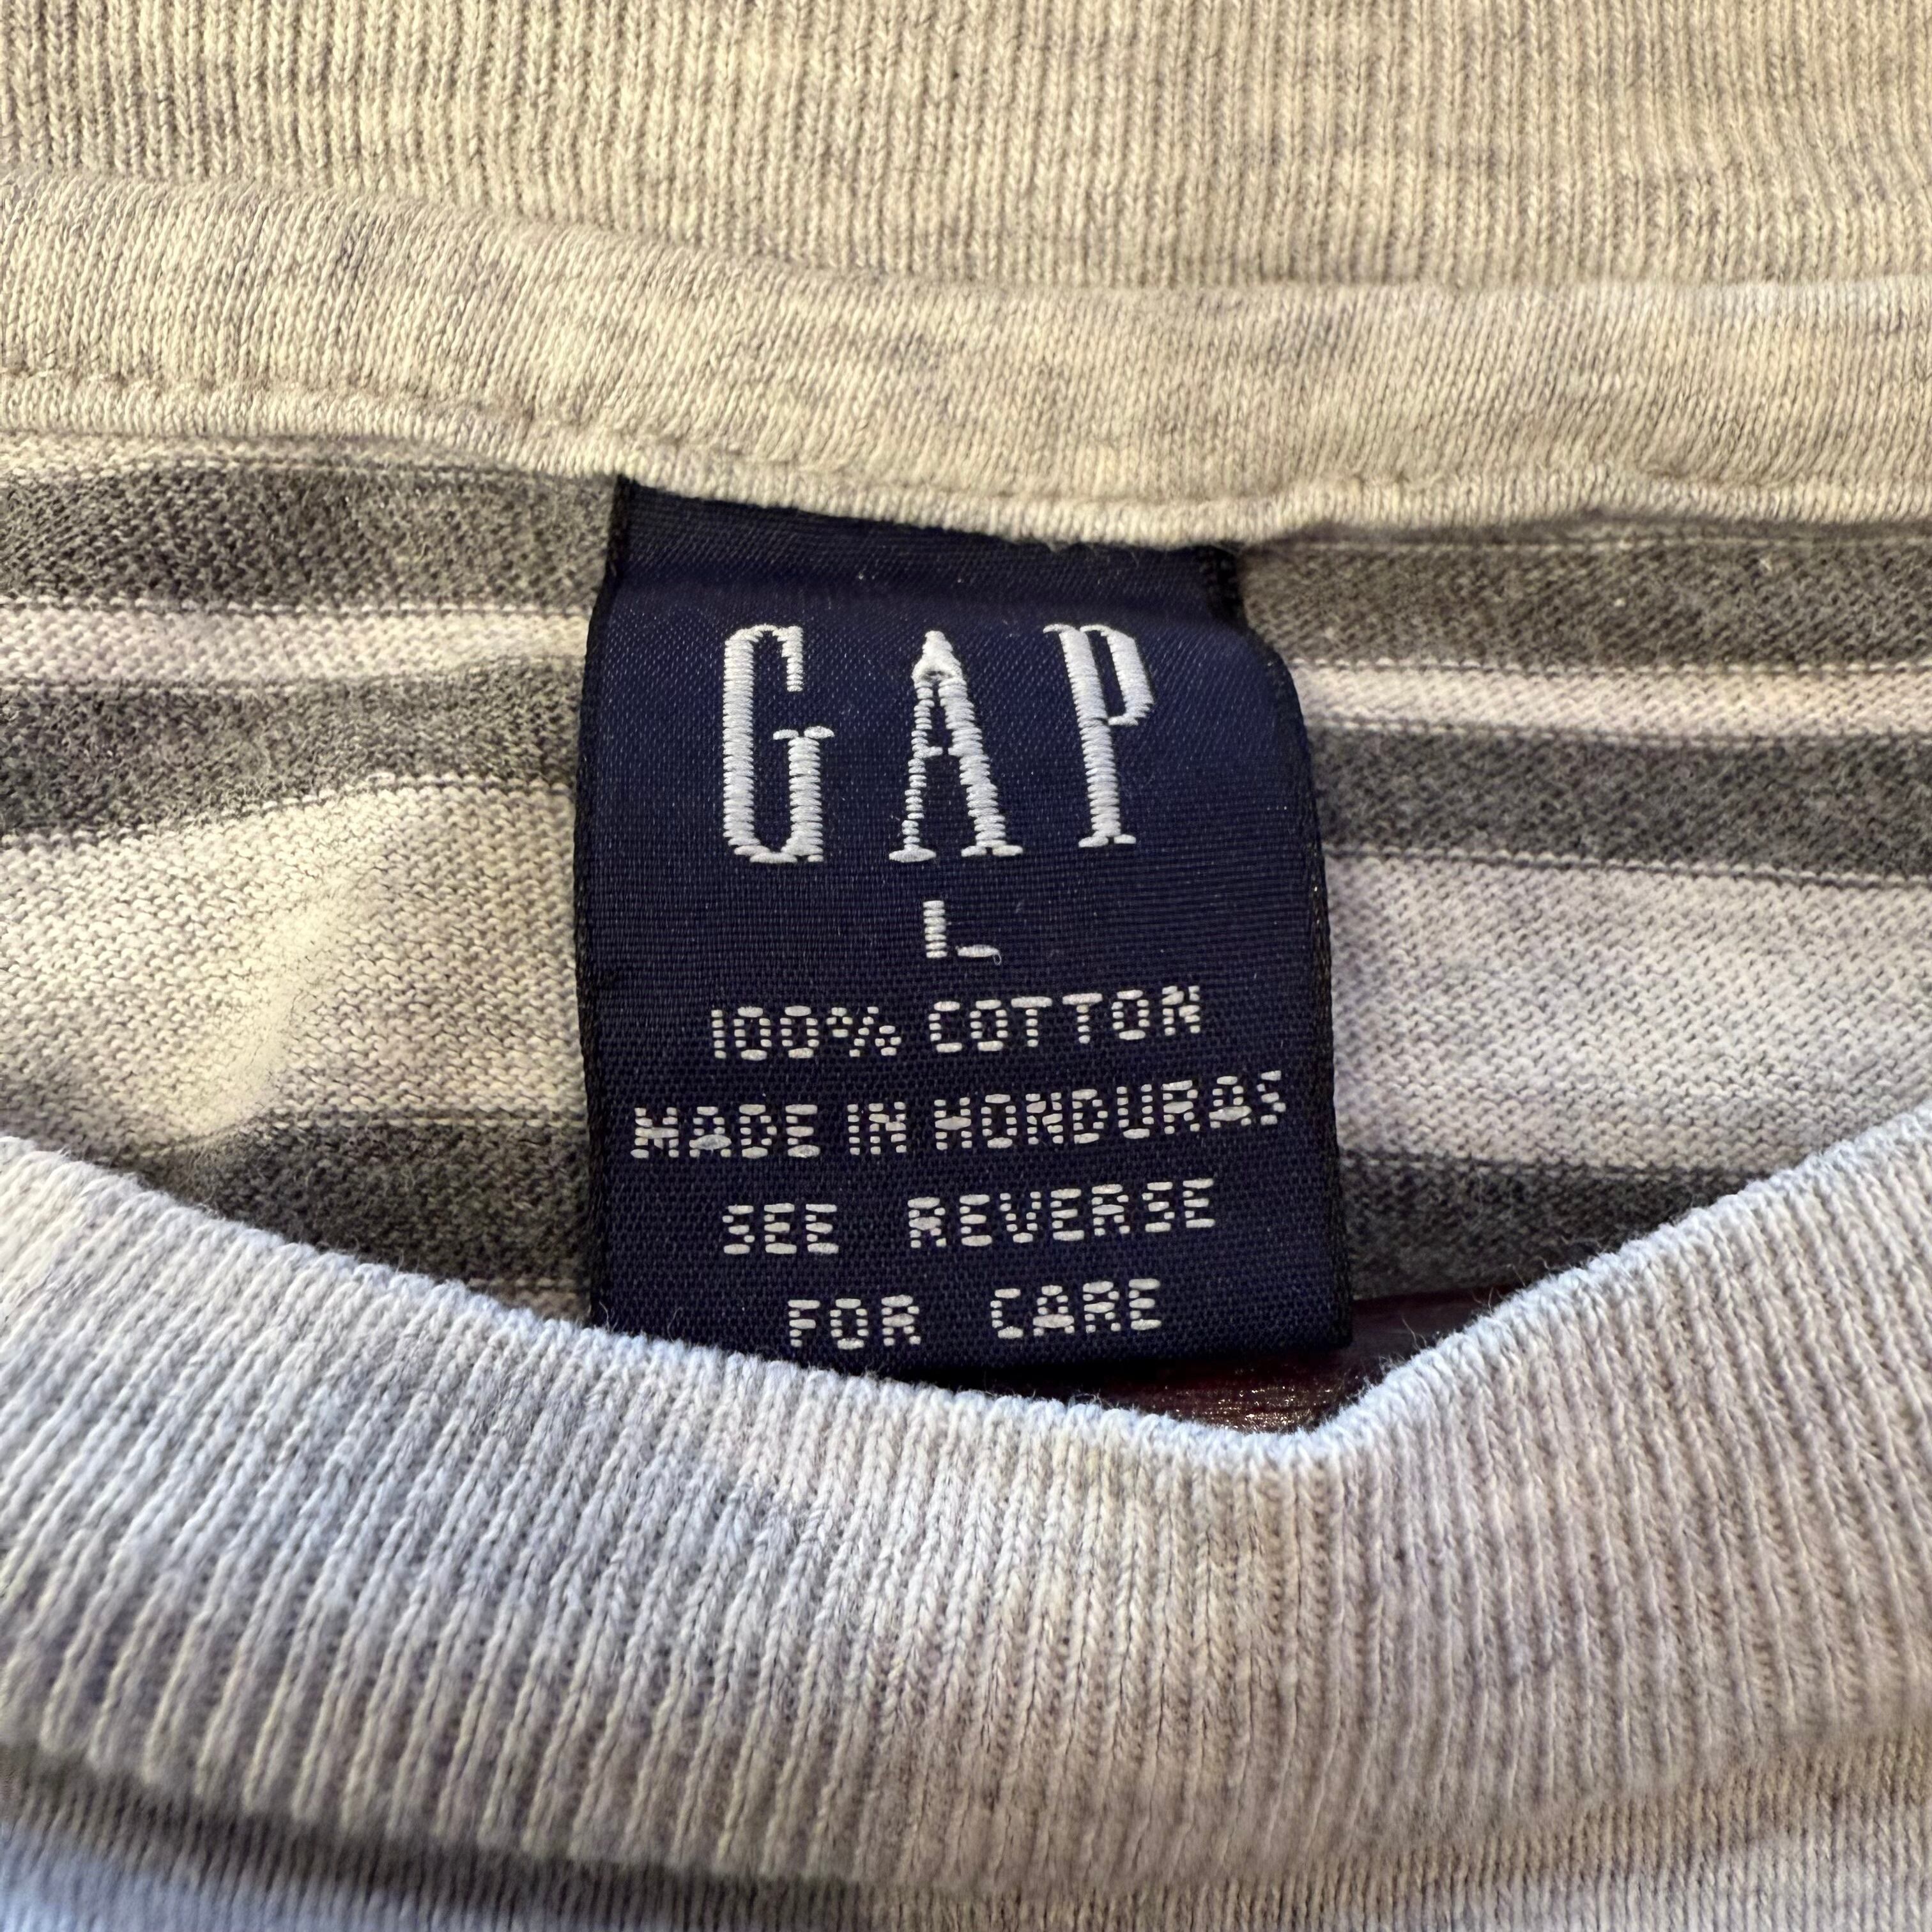 GAP
L
100% COTTON
MADE IN HONDURAS
SEE REVERSE
FOR CARE